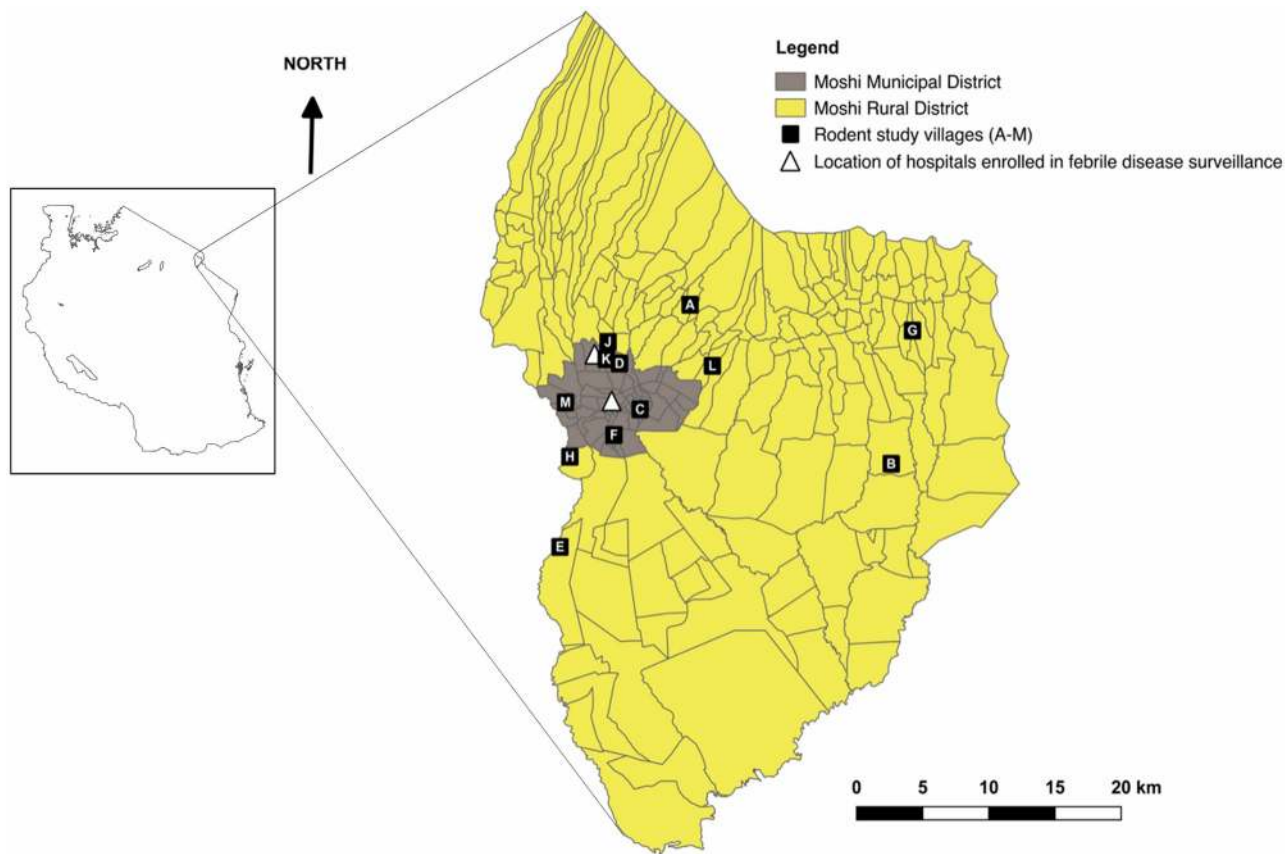 NORTH
Legend
Moshi Municipal District
Moshi Rural District
Rodent study villages (A-M)
Location of hospitals enrolled in febrile disease surveillance
A
G
J
K
D
L
M
C
F
H
B
E
0 5 10 15 20 km